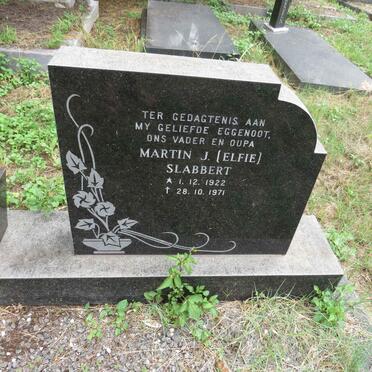 TER GEDAGTENIS AAN
MY GELIEFDE EGGENOOT,
ONS VADER EN OUPA
MARTIN J. (ELFIE)
SLABBERT
* 1. 12. 1922
† 28. 10. 1971